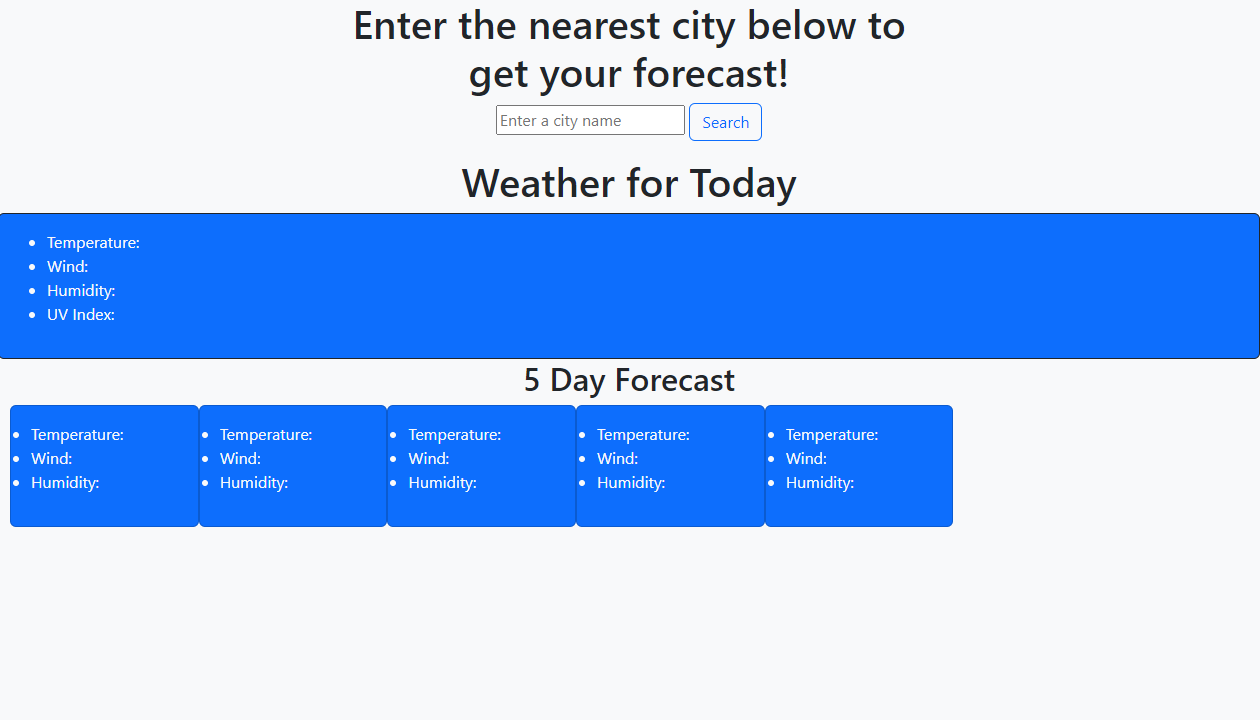 Enter the nearest city below to
get your forecast!
Enter a city name Search
Weather for Today
Temperature:
Wind:
Humidity:
UV Index:
5 Day Forecast
Temperature:
Wind:
Humidity:
Temperature:
Wind:
Humidity:
Temperature:
Wind:
Humidity:
Temperature:
Wind:
Humidity:
Temperature:
Wind:
Humidity: